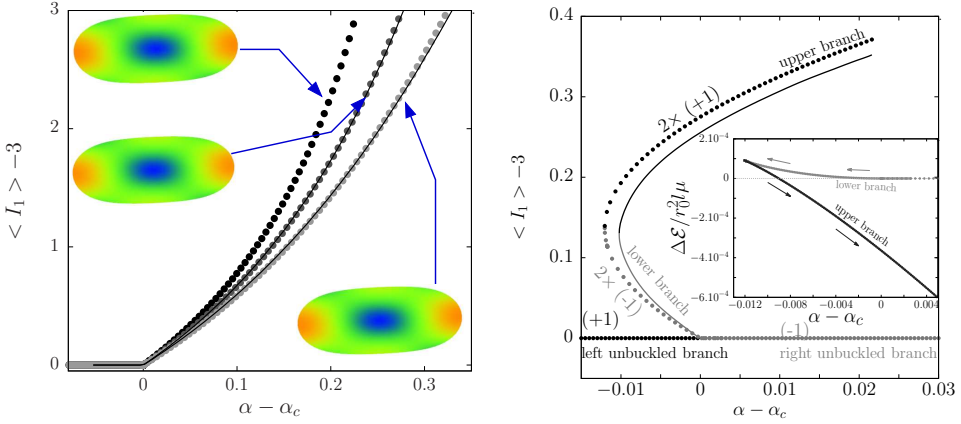 3
2
1
0
< I₁ > −3
0
0.1
0.2
0.3
α − α_c
0.4
0.3
0.2
0.1
0
< I₁ > −3
upper branch
2× (+1)
lower branch
2× (-1)
(+1)
(-1)
left unbuckled branch
right unbuckled branch
−0.01
0
0.01
0.02
0.03
α − α_c
2.10⁻⁴
0
−2.10⁻⁴
−4.10⁻⁴
−6.10⁻⁴
ΔƐ/r₀²lμ
lower branch
upper branch
−0.012
−0.008
−0.004
0
0.004
α − α_c